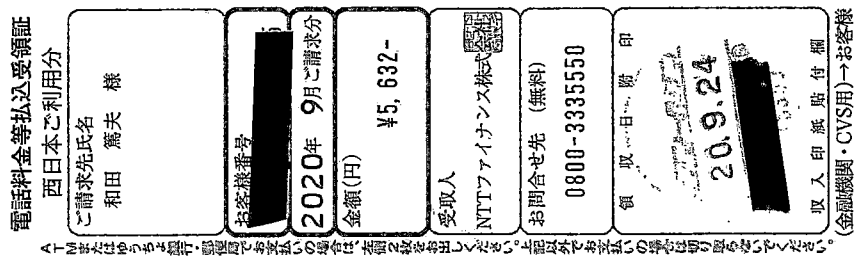 電話料金等払込受領証
西日本ご利用分
ご請求先氏名
和田 篤夫 様
お客様番号
2020年 9月ご請求分
金額(円)
¥5,632-
受取人
NTTファイナンス株式会社
お問合せ先 (無料)
0800-3335550
領収日附印
20.9.24
収入印紙貼付欄
(金融機関・CVS用)→お客様
ATMまたはゆうちょ銀行・郵便局でお支払いの場合は、左側2枚をお出しください。上記以外でお支払いの場合は切り取らないでください。